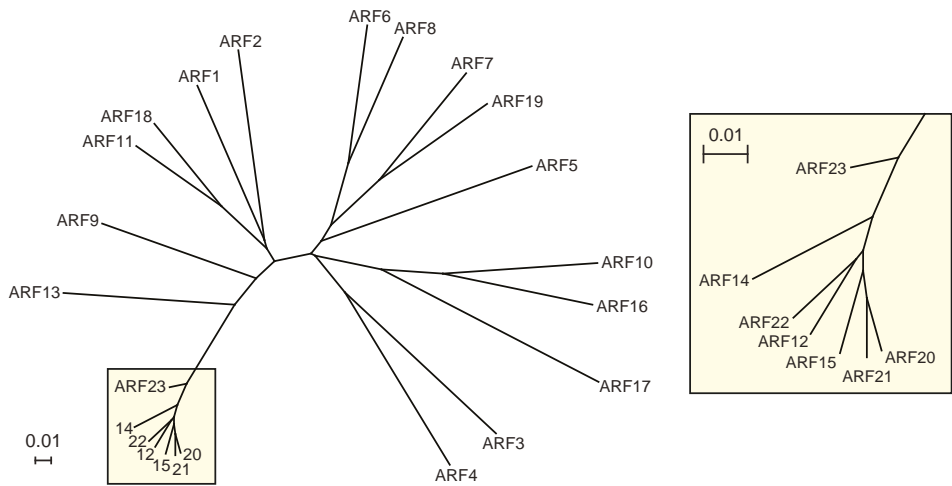 ARF6
ARF8
ARF2
ARF7
ARF1
ARF19
ARF18
ARF11
ARF5
ARF9
ARF10
ARF13
ARF16
ARF17
ARF3
ARF4
ARF23
14
22
12
15
21
20
0.01
0.01
ARF23
ARF14
ARF22
ARF12
ARF15
ARF21
ARF20